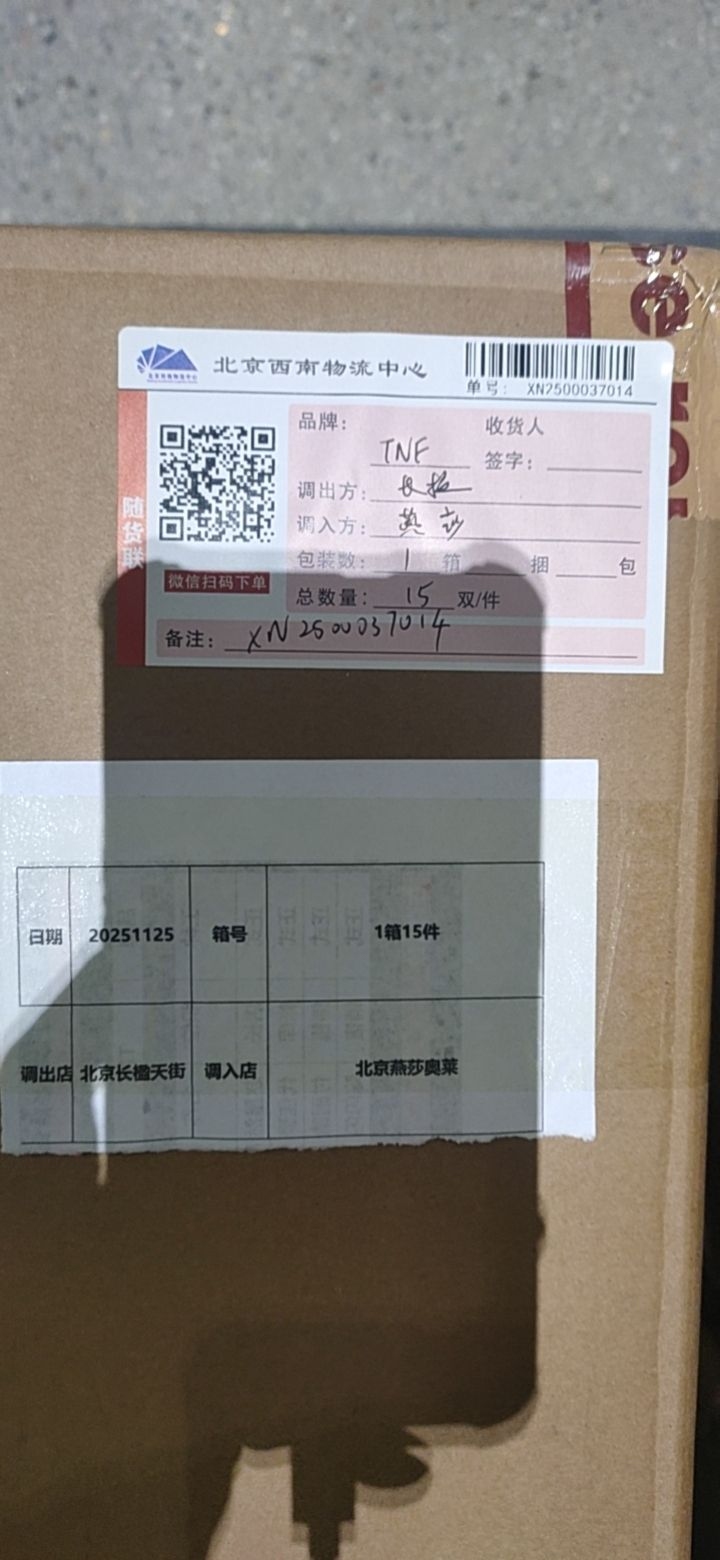 北京西南物流中心
单号: XN2500037014
随货联
微信扫码下单
品牌: TNF
收货人
签字:
调出方: 长楹
调入方: 燕莎
包装数: 1 箱 捆 包
总数量: 15 双/件
备注: XN2500037014
日期 20251125 箱号 1箱15件
调出店 北京长楹天街 调入店 北京燕莎奥莱